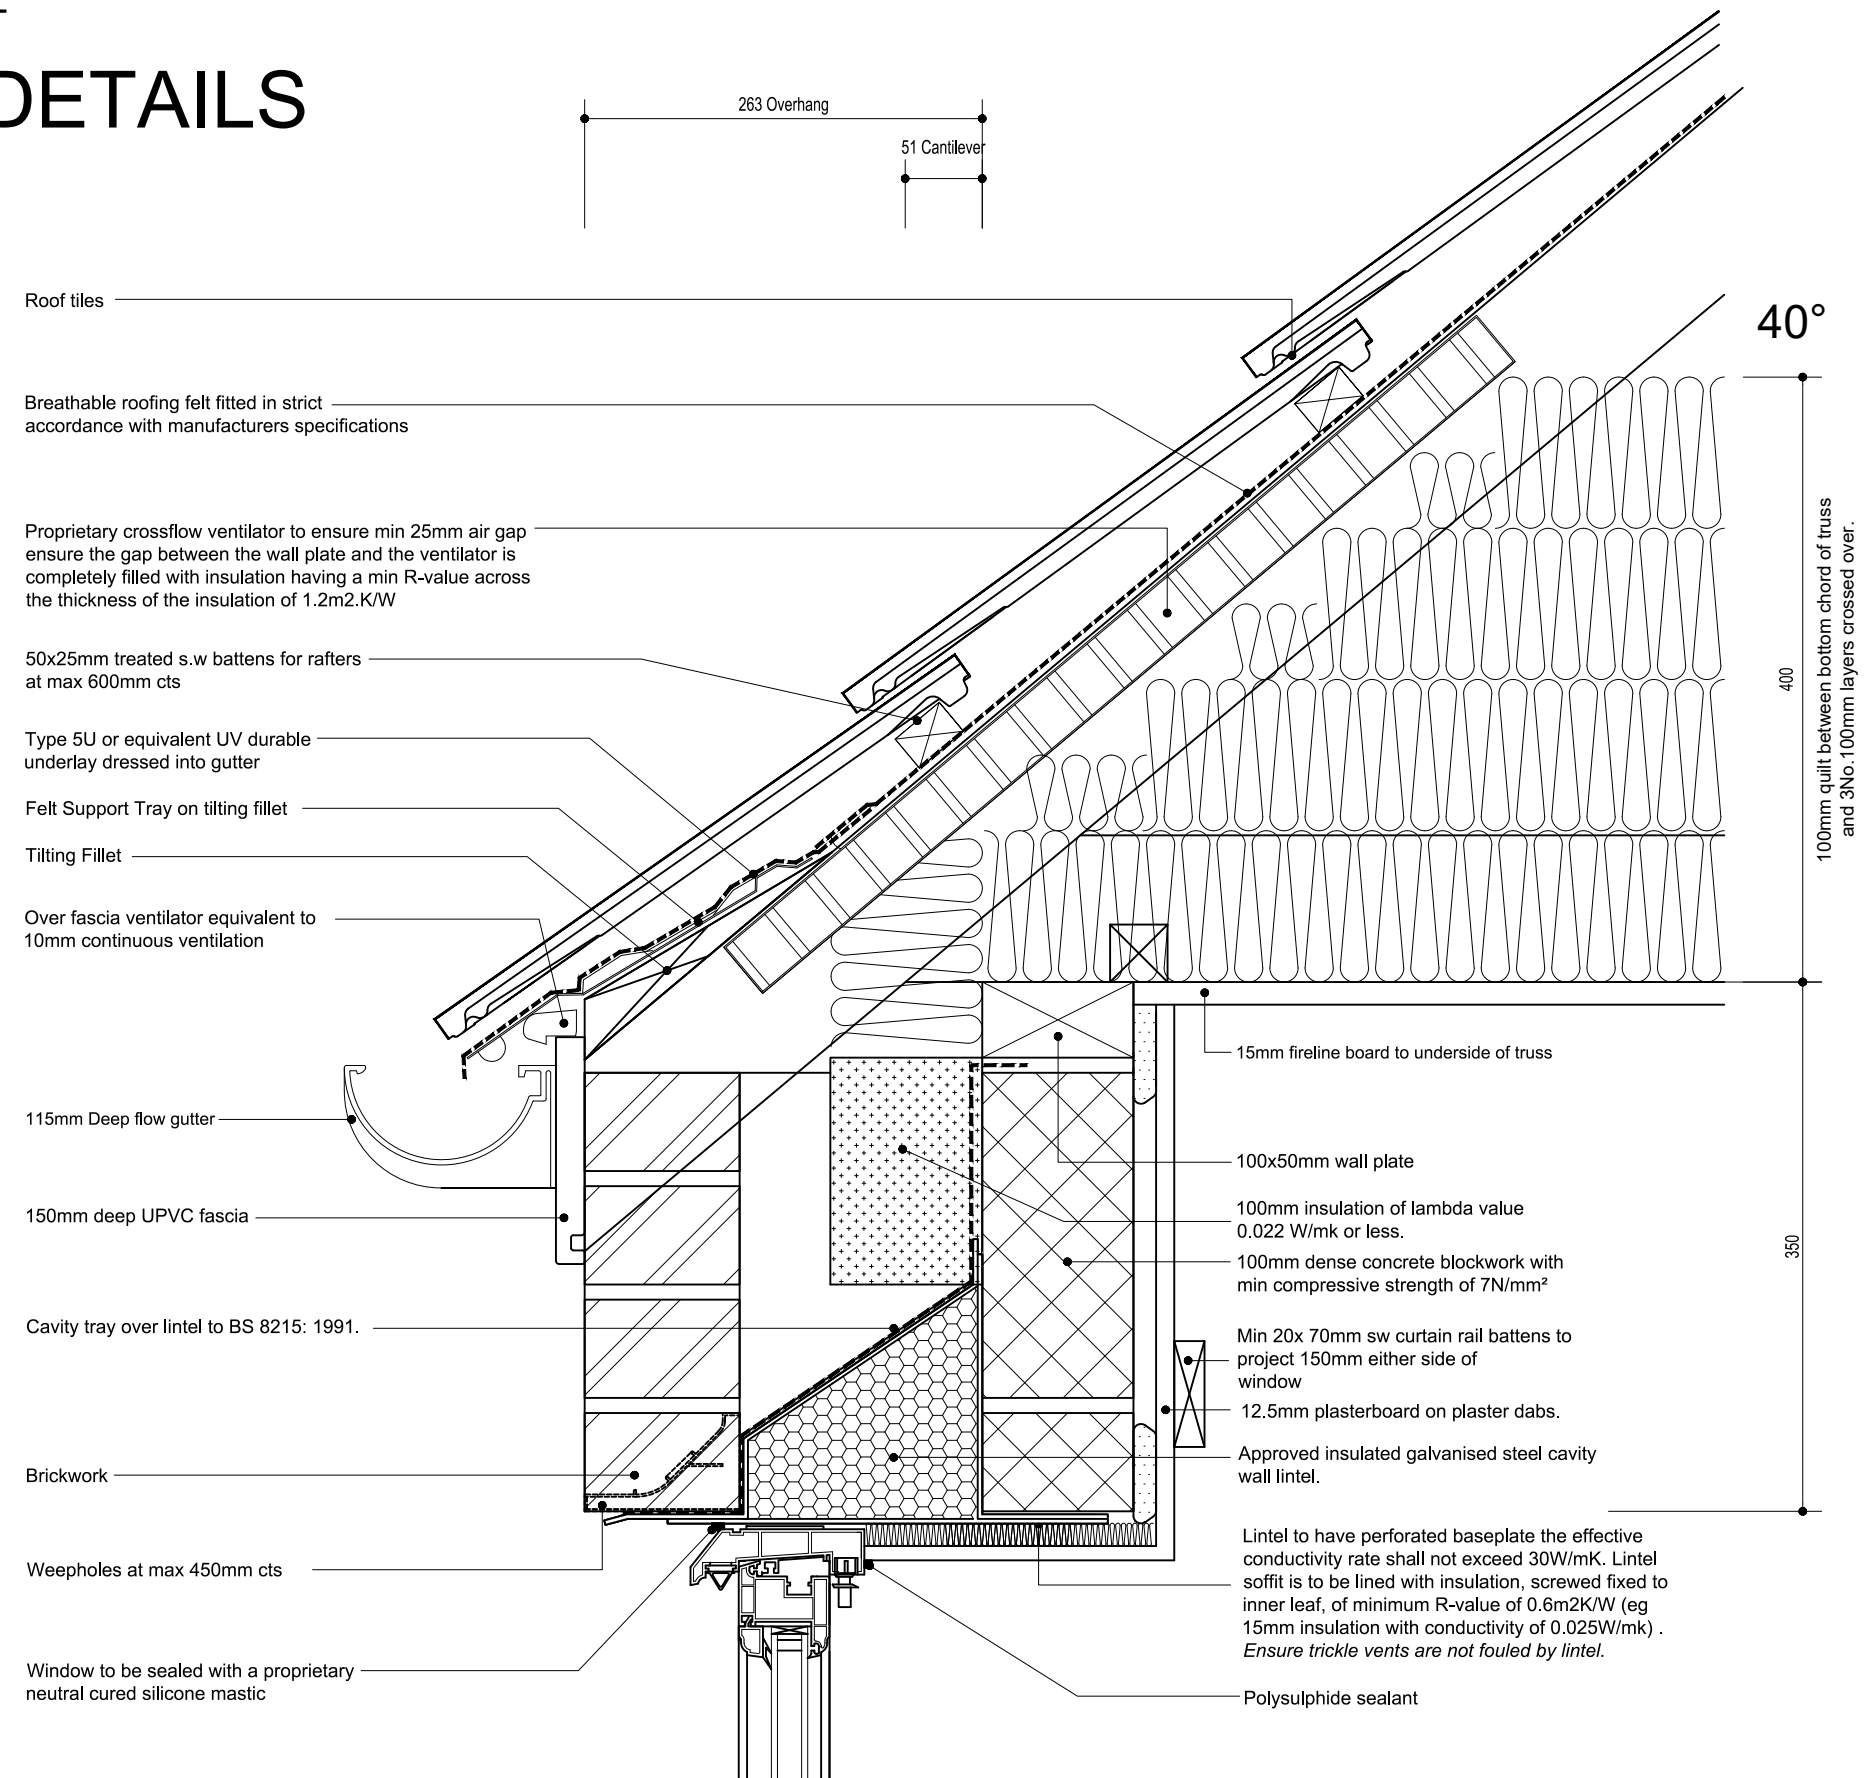 DETAILS
263 Overhang
51 Cantilever
Roof tiles
Breathable roofing felt fitted in strict
accordance with manufacturers specifications
Proprietary crossflow ventilator to ensure min 25mm air gap
ensure the gap between the wall plate and the ventilator is
completely filled with insulation having a min R-value across
the thickness of the insulation of 1.2m2.K/W
50x25mm treated s.w battens for rafters
at max 600mm cts
Type 5U or equivalent UV durable
underlay dressed into gutter
Felt Support Tray on tilting fillet
Tilting Fillet
Over fascia ventilator equivalent to
10mm continuous ventilation
115mm Deep flow gutter
150mm deep UPVC fascia
Cavity tray over lintel to BS 8215: 1991.
Brickwork
Weepholes at max 450mm cts
Window to be sealed with a proprietary
neutral cured silicone mastic
40°
400
100mm quilt between bottom chord of truss
and 3No.100mm layers crossed over.
350
15mm fireline board to underside of truss
100x50mm wall plate
100mm insulation of lambda value
0.022 W/mk or less.
100mm dense concrete blockwork with
min compressive strength of 7N/mm²
Min 20x 70mm sw curtain rail battens to
project 150mm either side of
window
12.5mm plasterboard on plaster dabs.
Approved insulated galvanised steel cavity
wall lintel.
Lintel to have perforated baseplate the effective
conductivity rate shall not exceed 30W/mK. Lintel
soffit is to be lined with insulation, screwed fixed to
inner leaf, of minimum R-value of 0.6m2K/W (eg
15mm insulation with conductivity of 0.025W/mk) .
Ensure trickle vents are not fouled by lintel.
Polysulphide sealant